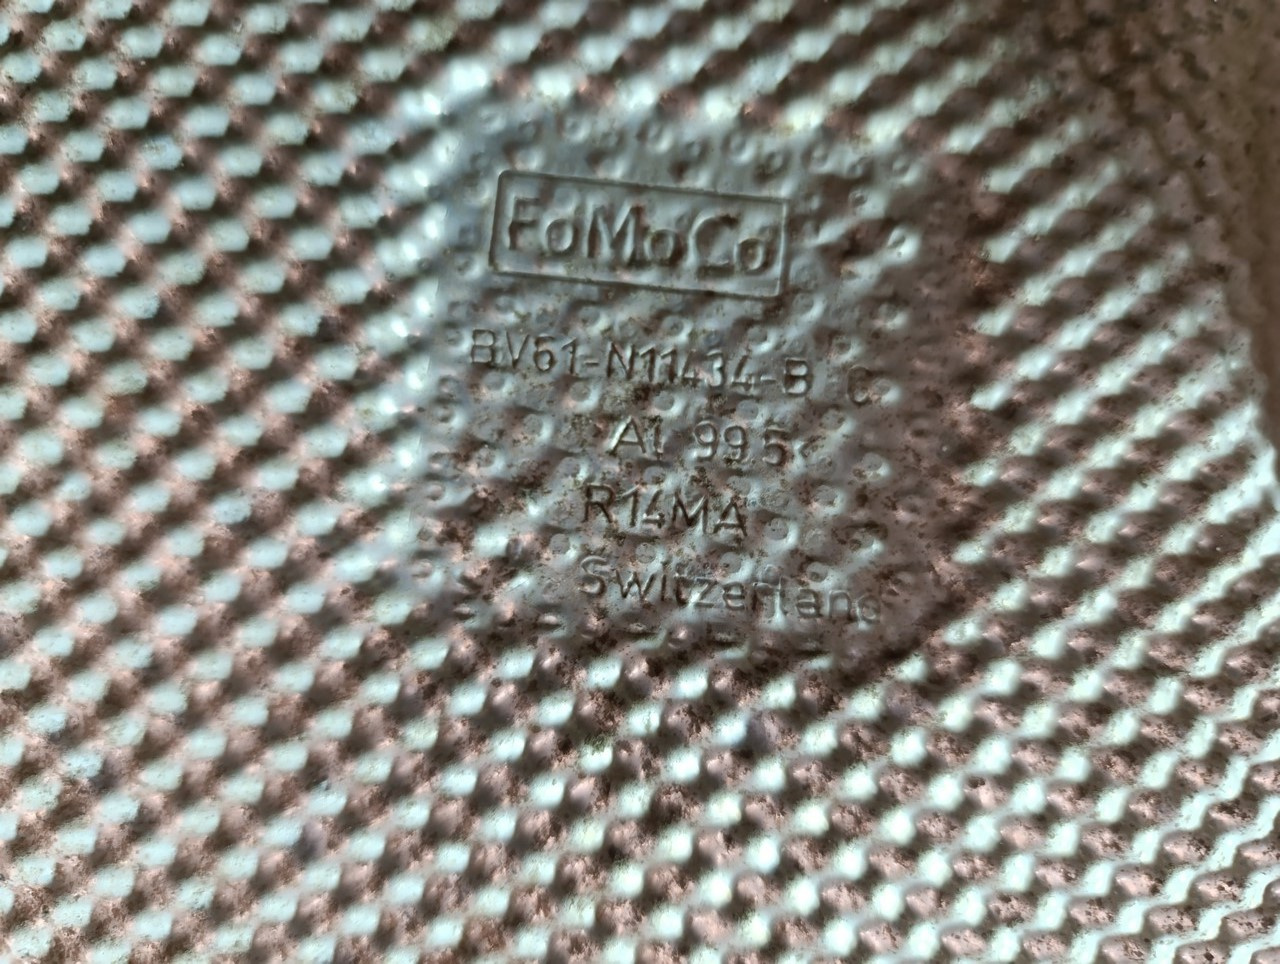 FoMoCo
BV61-N11434-B C
Al 99.5
R14MA
Switzerland